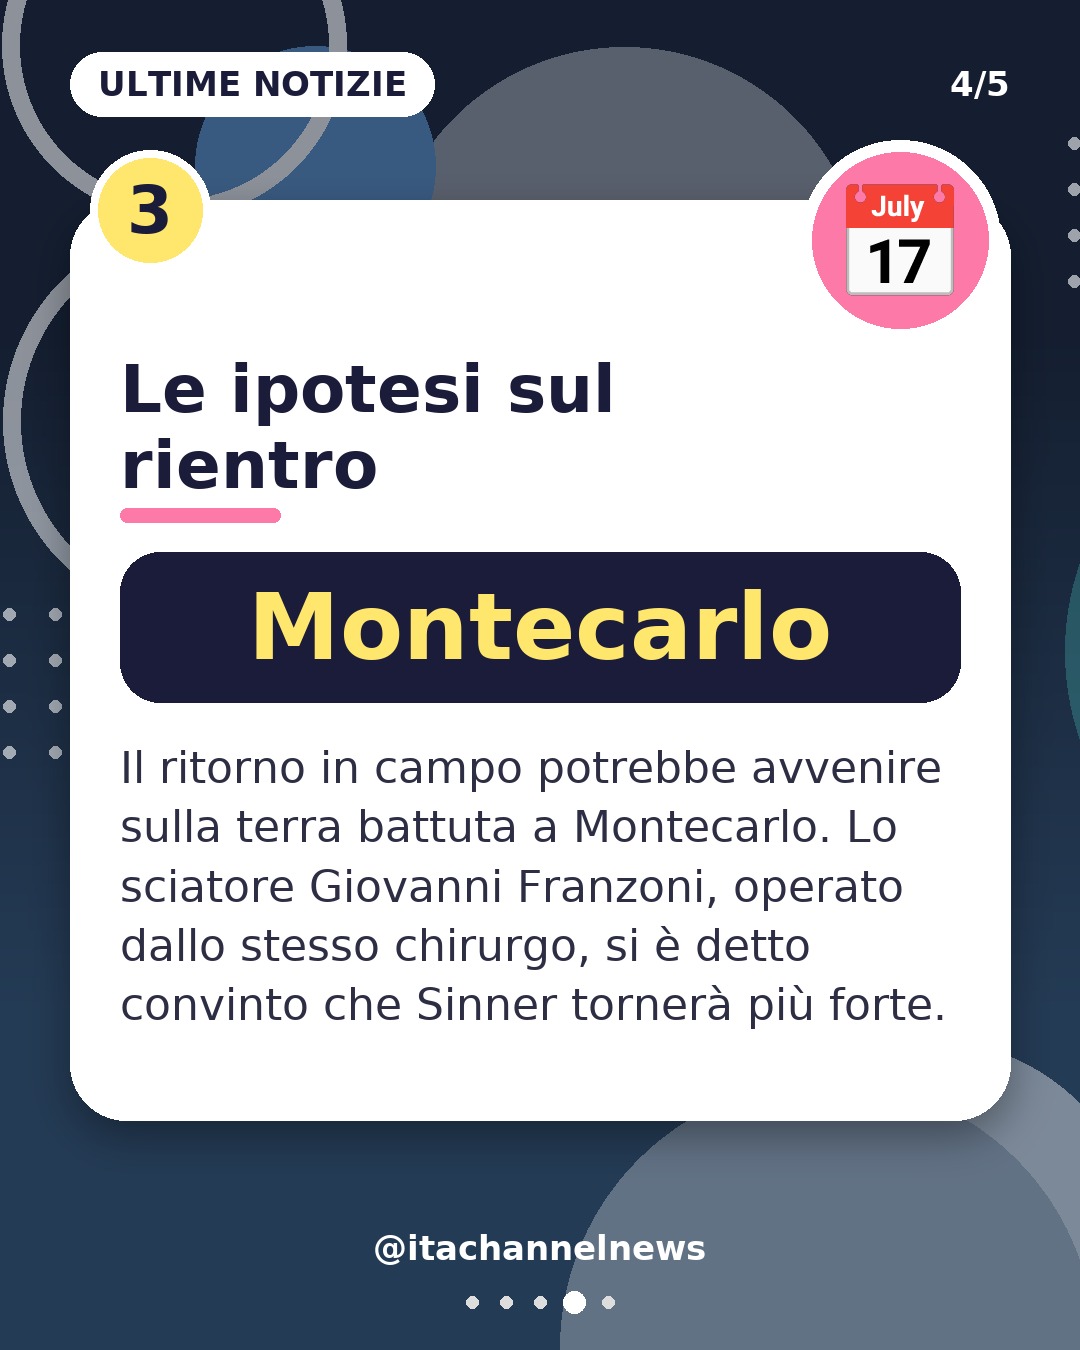 ULTIME NOTIZIE
4/5
3
July
17
Le ipotesi sul
rientro
Montecarlo
Il ritorno in campo potrebbe avvenire
sulla terra battuta a Montecarlo. Lo
sciatore Giovanni Franzoni, operato
dallo stesso chirurgo, si è detto
convinto che Sinner tornerà più forte.
@itachannelnews